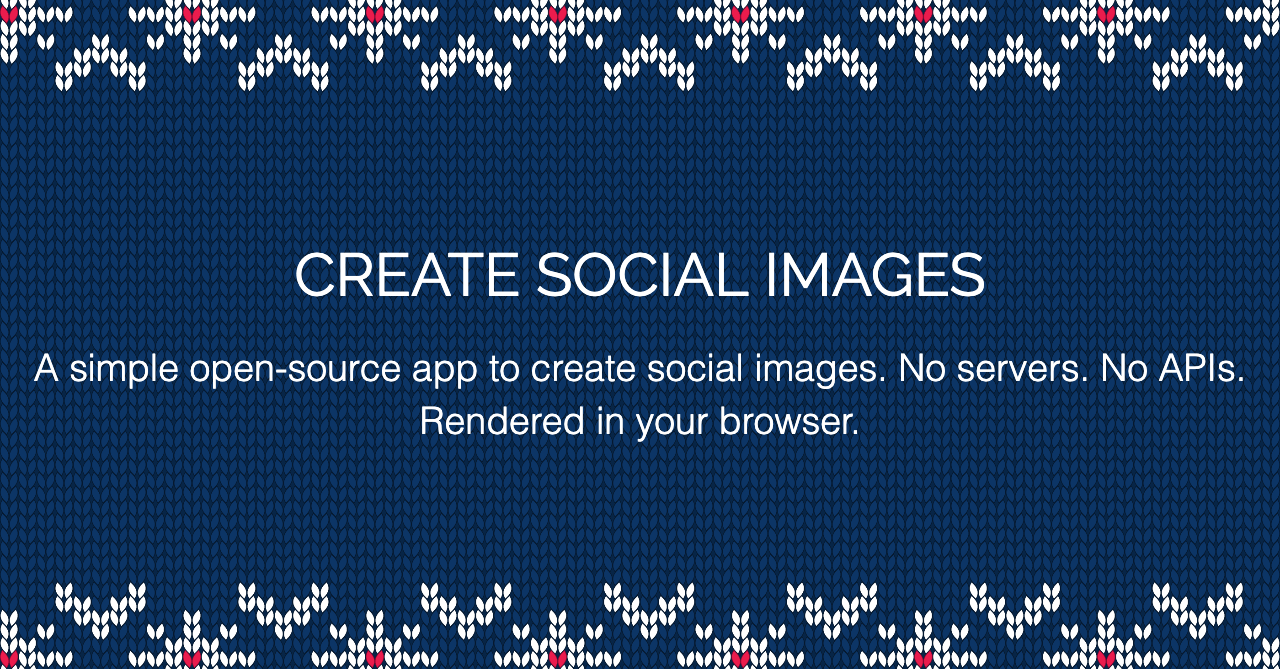 CREATE SOCIAL IMAGES
A simple open-source app to create social images. No servers. No APIs.
Rendered in your browser.